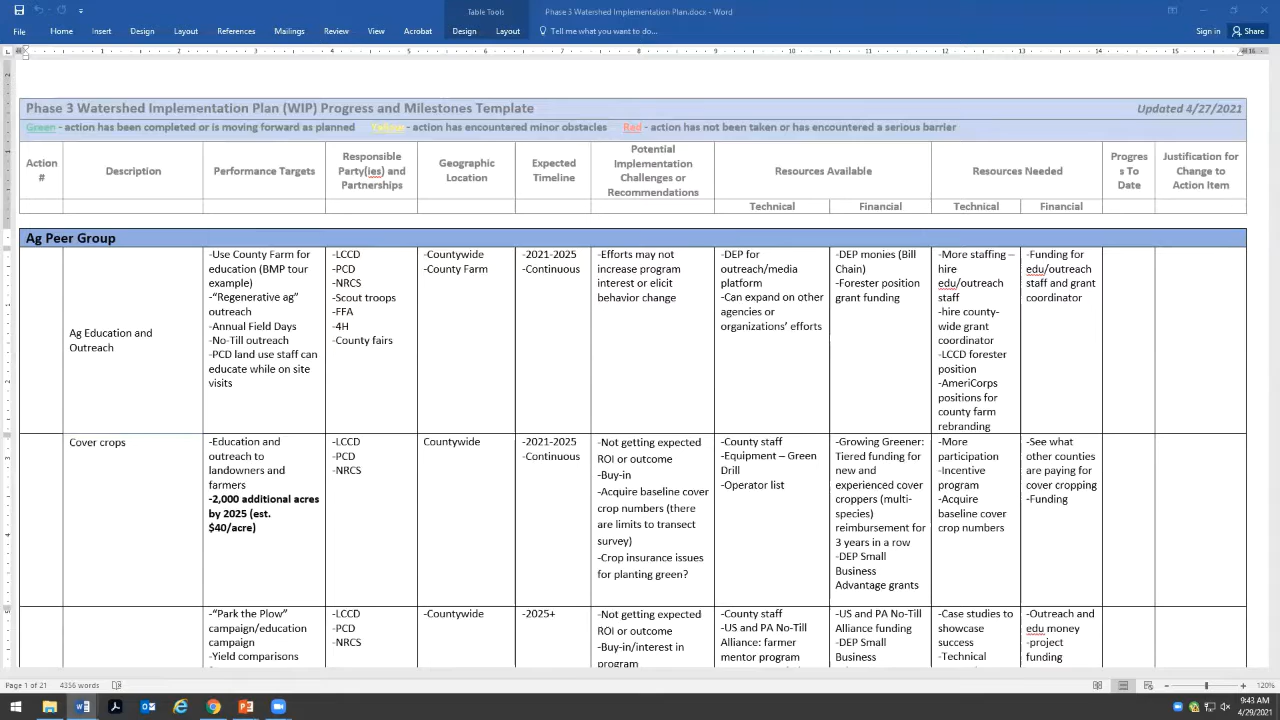 Table Tools
Phase 3 Watershed Implementation Plan.docx - Word
File Home Insert Design Layout References Mailings Review View Acrobat Design Layout Tell me what you want to do... Sign in Share
Phase 3 Watershed Implementation Plan (WIP) Progress and Milestones Template Updated 4/27/2021
Green - action has been completed or is moving forward as planned Yellow - action has encountered minor obstacles Red - action has not been taken or has encountered a serious barrier
Action
#
Description
Performance Targets
Responsible
Party(ies) and
Partnerships
Geographic
Location
Expected
Timeline
Potential
Implementation
Challenges or
Recommendations
Resources Available
Resources Needed
Progres
s To
Date
Justification for
Change to
Action Item
Technical
Financial
Technical
Financial
Ag Peer Group
Ag Education and
Outreach
-Use County Farm for
education (BMP tour
example)
-"Regenerative ag"
outreach
-Annual Field Days
-No-Till outreach
-PCD land use staff can
educate while on site
visits
-LCCD
-PCD
-NRCS
-Scout troops
-FFA
-4H
-County fairs
-Countywide
-County Farm
-2021-2025
-Continuous
-Efforts may not
increase program
interest or elicit
behavior change
-DEP for
outreach/media
platform
-Can expand on other
agencies or
organizations' efforts
-DEP monies (Bill
Chain)
-Forester position
grant funding
-More staffing –
hire
edu/outreach
staff
-hire county-
wide grant
coordinator
-LCCD forester
position
-AmeriCorps
positions for
county farm
rebranding
-Funding for
edu/outreach
staff and grant
coordinator
Cover crops
-Education and
outreach to
landowners and
farmers
-2,000 additional acres
by 2025 (est.
$40/acre)
-LCCD
-PCD
-NRCS
Countywide
-2021-2025
-Continuous
-Not getting expected
ROI or outcome
-Buy-in
-Acquire baseline cover
crop numbers (there
are limits to transect
survey)
-Crop insurance issues
for planting green?
-County staff
-Equipment – Green
Drill
-Operator list
-Growing Greener:
Tiered funding for
new and
experienced cover
croppers (multi-
species)
reimbursement for
3 years in a row
-DEP Small
Business
Advantage grants
-More
participation
-Incentive
program
-Acquire
baseline cover
crop numbers
-See what
other counties
are paying for
cover cropping
-Funding
-"Park the Plow"
campaign/education
campaign
-Yield comparisons
-LCCD
-PCD
-NRCS
-Countywide
-2025+
-Not getting expected
ROI or outcome
-Buy-in/interest in
program
-County staff
-US and PA No-Till
Alliance: farmer
mentor program
-US and PA No-Till
Alliance funding
-DEP Small
Business
-Case studies to
showcase
success
-Technical
-Outreach and
edu money
-project
funding
Page 1 of 21 4356 words 120%
9:43 AM
4/29/2021